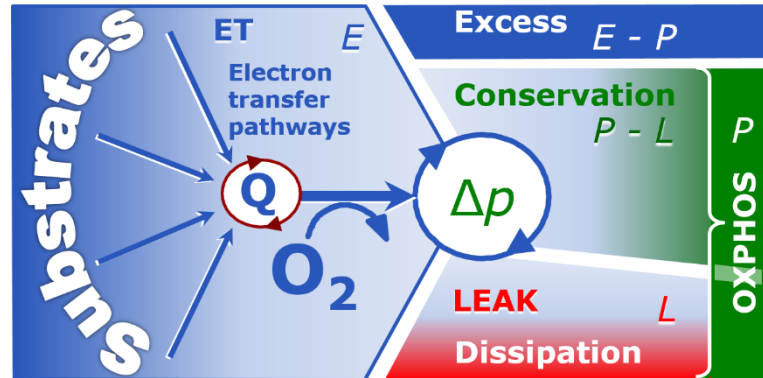 Substrates
ET
E
Electron
transfer
pathways
Q
O2
Δp
Excess
E - P
Conservation
P - L
P
OXPHOS
LEAK
L
Dissipation